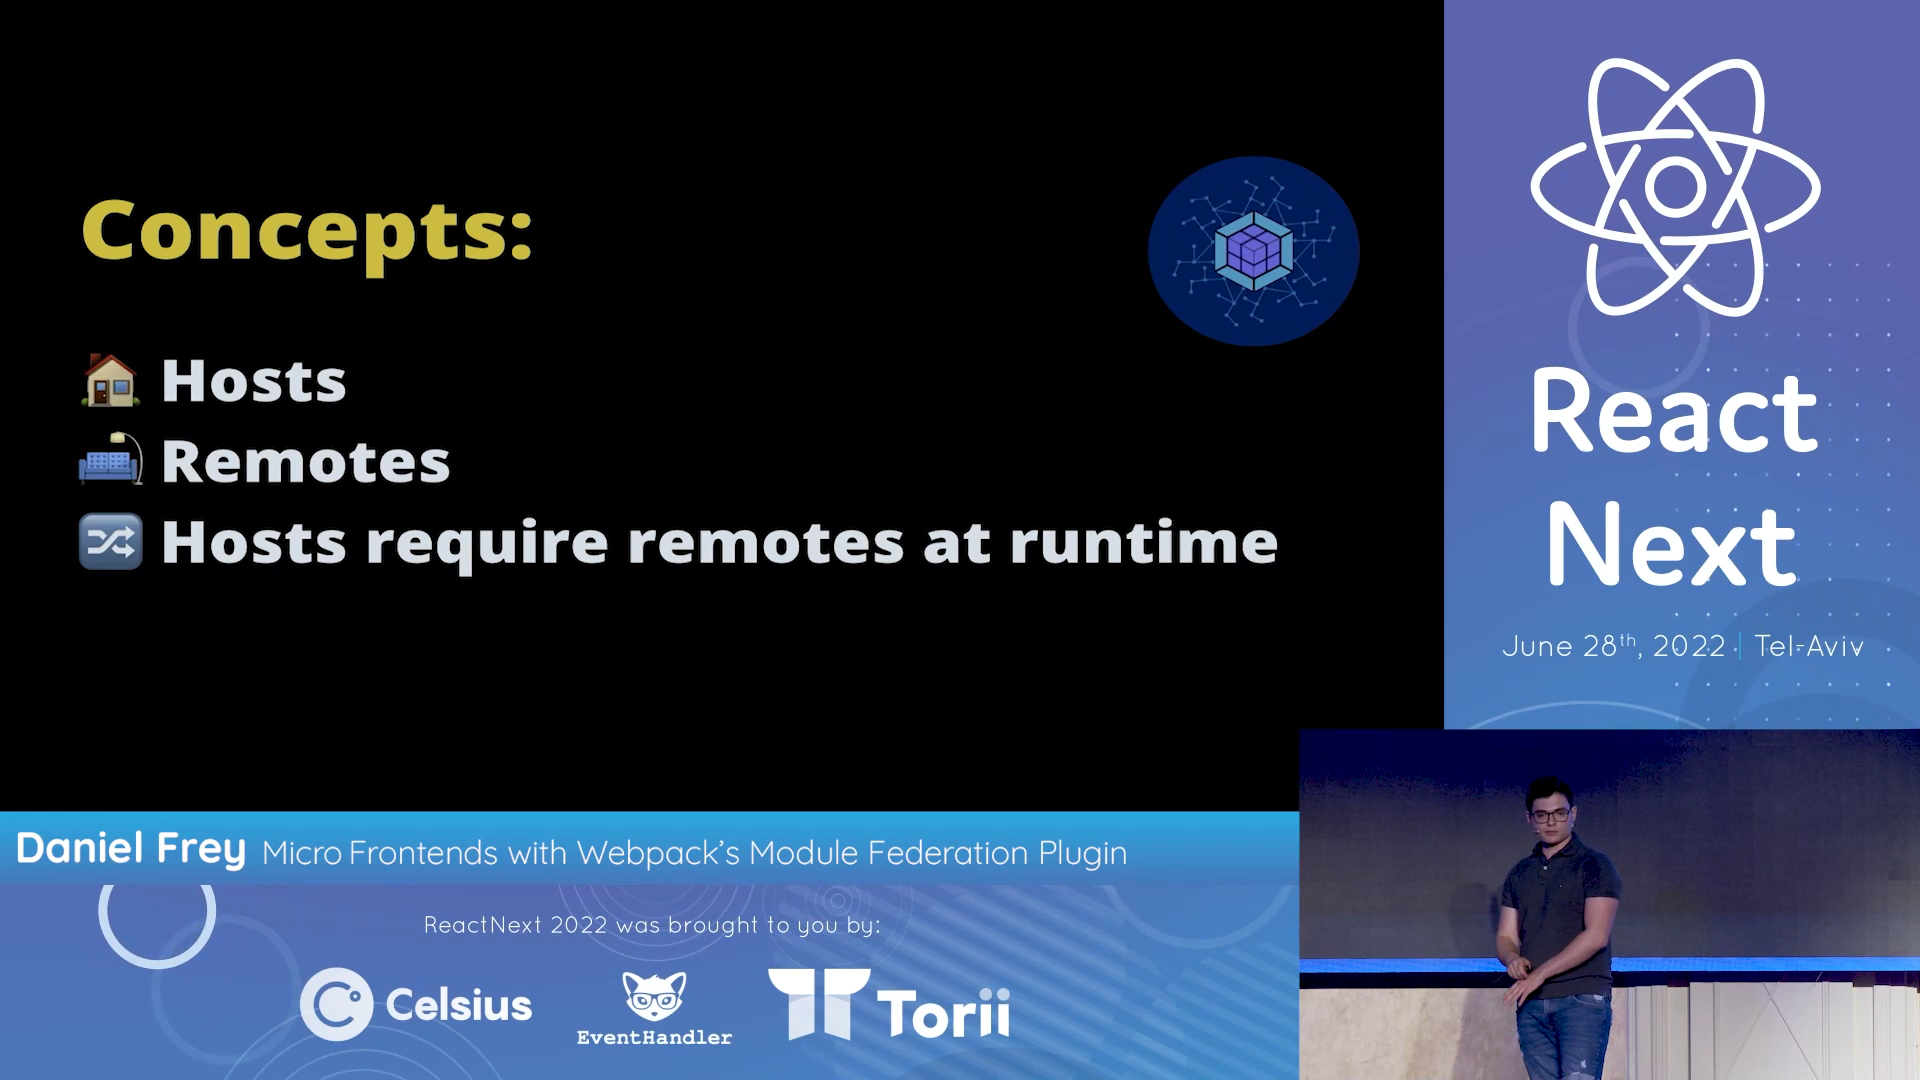 Concepts:
Hosts
Remotes
Hosts require remotes at runtime
React
Next
June 28th, 2022 | Tel-Aviv
Daniel Frey Micro Frontends with Webpack’s Module Federation Plugin
ReactNext 2022 was brought to you by:
Celsius
EventHandler
Torii